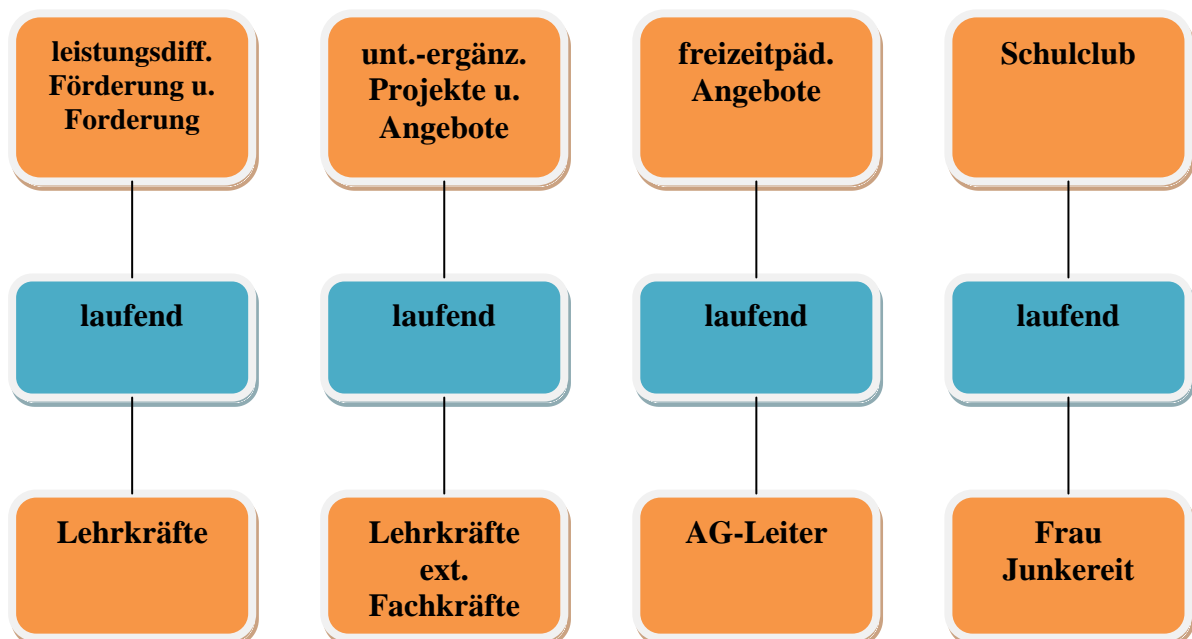 leistungsdiff.
Förderung u.
Forderung
unt.-ergänz.
Projekte u.
Angebote
freizeitpäd.
Angebote
Schulclub
laufend
laufend
laufend
laufend
Lehrkräfte
Lehrkräfte
ext.
Fachkräfte
AG-Leiter
Frau
Junkereit